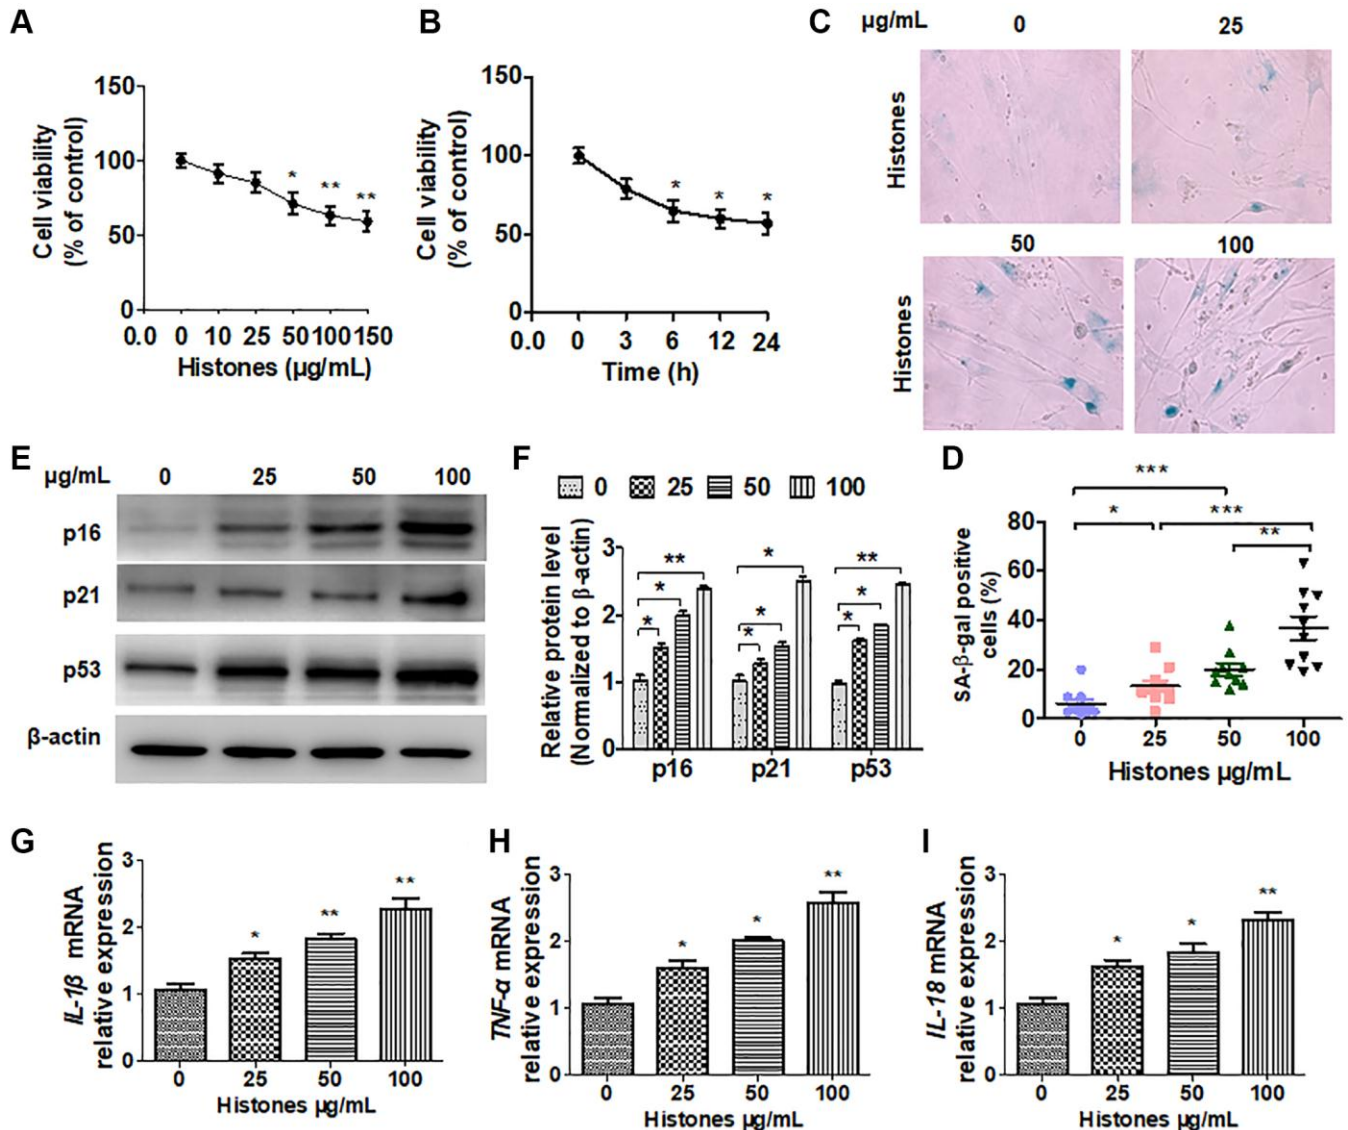 A
Cell viability
(% of control)
150
100
50
0
*
**
**
0.0 0 10 25 50 100 150
Histones (µg/mL)
B
Cell viability
(% of control)
150
100
50
0
*
*
*
0.0 0 3 6 12 24
Time (h)
C
µg/mL 0 25
Histones
50 100
Histones
E
µg/mL 0 25 50 100
p16
p21
p53
β-actin
F
0 25 50 100
Relative protein level
(Normalized to β-actin)
3
2
1
0
**
*
*
*
*
*
**
*
*
p16 p21 p53
D
SA-β-gal positive
cells (%)
80
60
40
20
0
***
*
***
**
0 25 50 100
Histones µg/mL
G
IL-1β mRNA
relative expression
3
2
1
0
*
**
**
0 25 50 100
Histones µg/mL
H
TNF-α mRNA
relative expression
3
2
1
0
*
*
**
0 25 50 100
Histones µg/mL
I
IL-18 mRNA
relative expression
3
2
1
0
*
*
**
0 25 50 100
Histones µg/mL